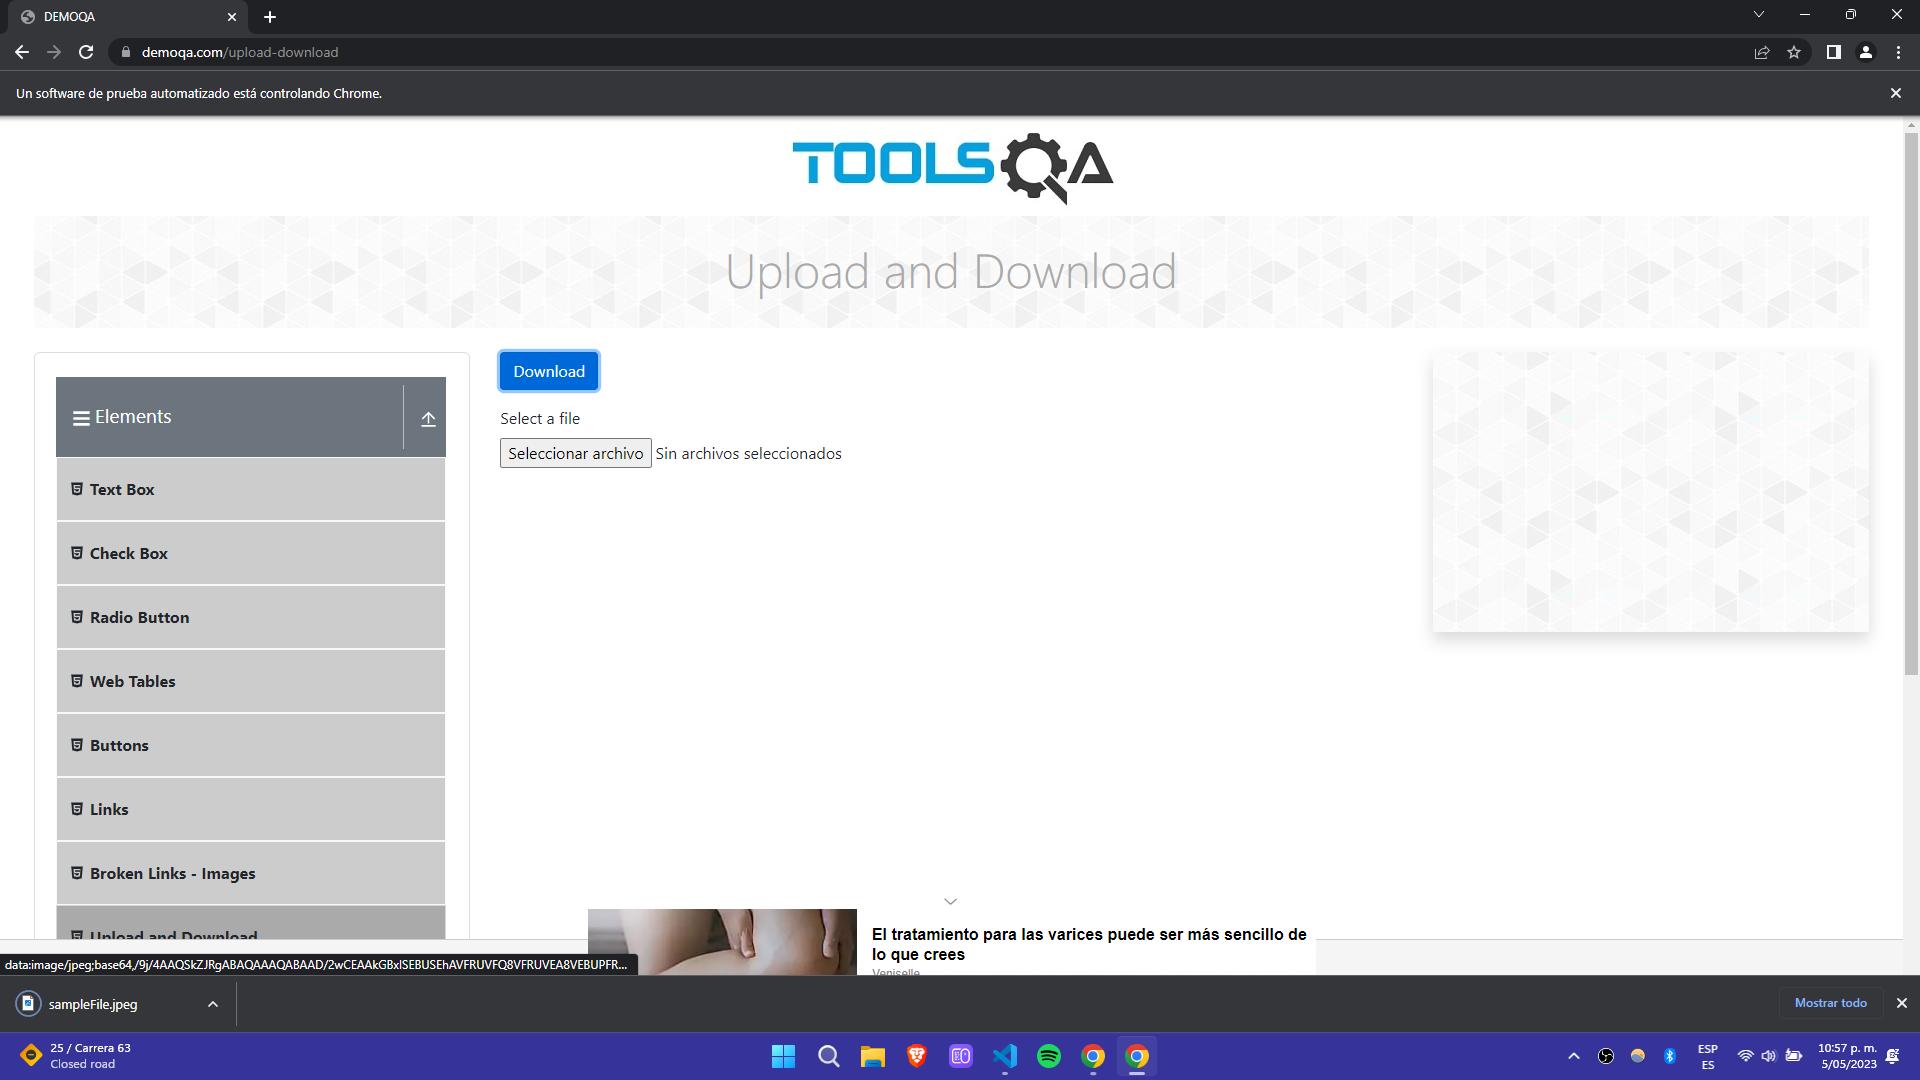 DEMOQA
demoqa.com/upload-download
Un software de prueba automatizado está controlando Chrome.
TOOLSQA
Upload and Download
Download
Elements
Select a file
Seleccionar archivo Sin archivos seleccionados
Text Box
Check Box
Radio Button
Web Tables
Buttons
Links
Broken Links - Images
Upload and Download
El tratamiento para las varices puede ser más sencillo de
lo que crees
Veniselle
data:image/jpeg;base64,/9j/4AAQSkZJRgABAQAAAQABAAD/2wCEAAkGBxISEBUSEhAVFRUVFQ8VFRUVEA8VEBUPFR...
sampleFile.jpeg
Mostrar todo
25 / Carrera 63
Closed road
ESP
ES
10:57 p. m.
5/05/2023